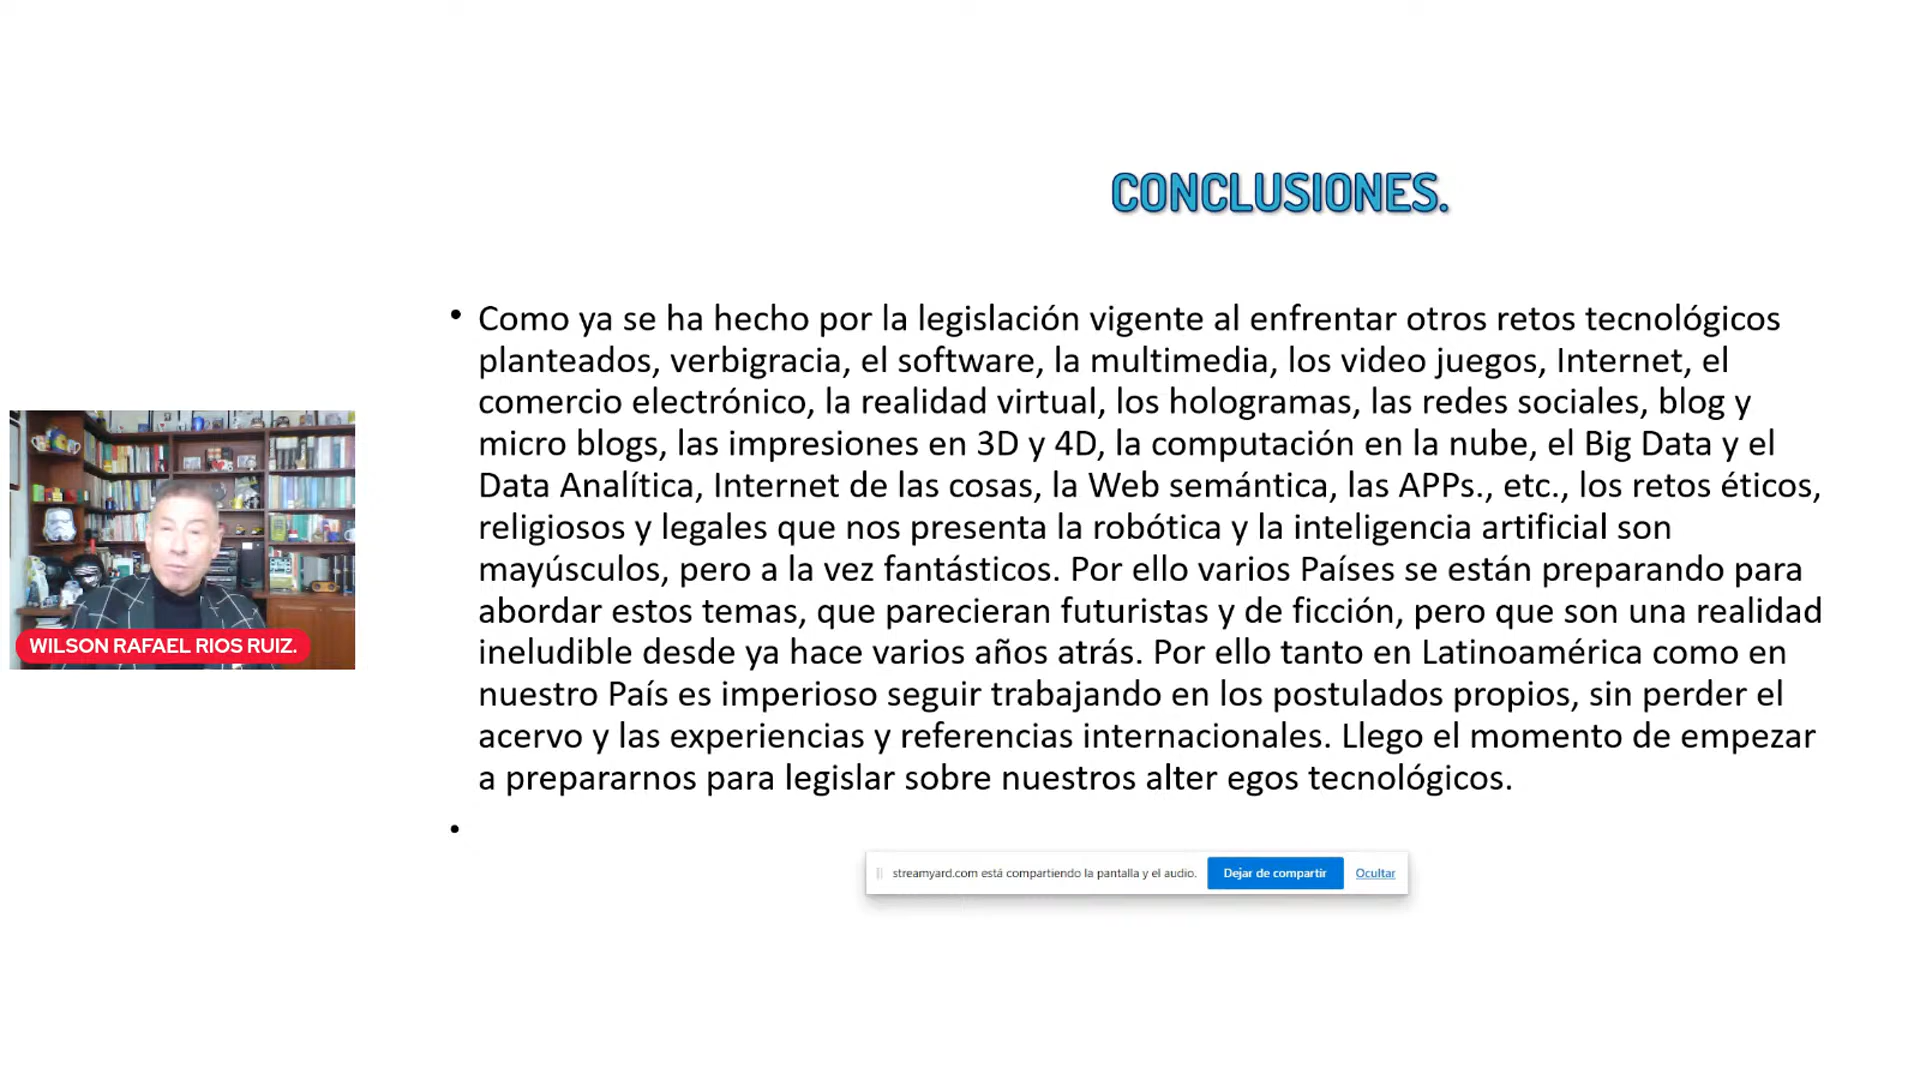 CONCLUSIONES.
• Como ya se ha hecho por la legislación vigente al enfrentar otros retos tecnológicos
planteados, verbigracia, el software, la multimedia, los video juegos, Internet, el
comercio electrónico, la realidad virtual, los hologramas, las redes sociales, blog y
micro blogs, las impresiones en 3D y 4D, la computación en la nube, el Big Data y el
Data Analítica, Internet de las cosas, la Web semántica, las APPs., etc., los retos éticos,
religiosos y legales que nos presenta la robótica y la inteligencia artificial son
mayúsculos, pero a la vez fantásticos. Por ello varios Países se están preparando para
abordar estos temas, que parecieran futuristas y de ficción, pero que son una realidad
ineludible desde ya hace varios años atrás. Por ello tanto en Latinoamérica como en
nuestro País es imperioso seguir trabajando en los postulados propios, sin perder el
acervo y las experiencias y referencias internacionales. Llego el momento de empezar
a prepararnos para legislar sobre nuestros alter egos tecnológicos.
•
WILSON RAFAEL RIOS RUIZ.
streamyard.com está compartiendo la pantalla y el audio. Dejar de compartir Ocultar